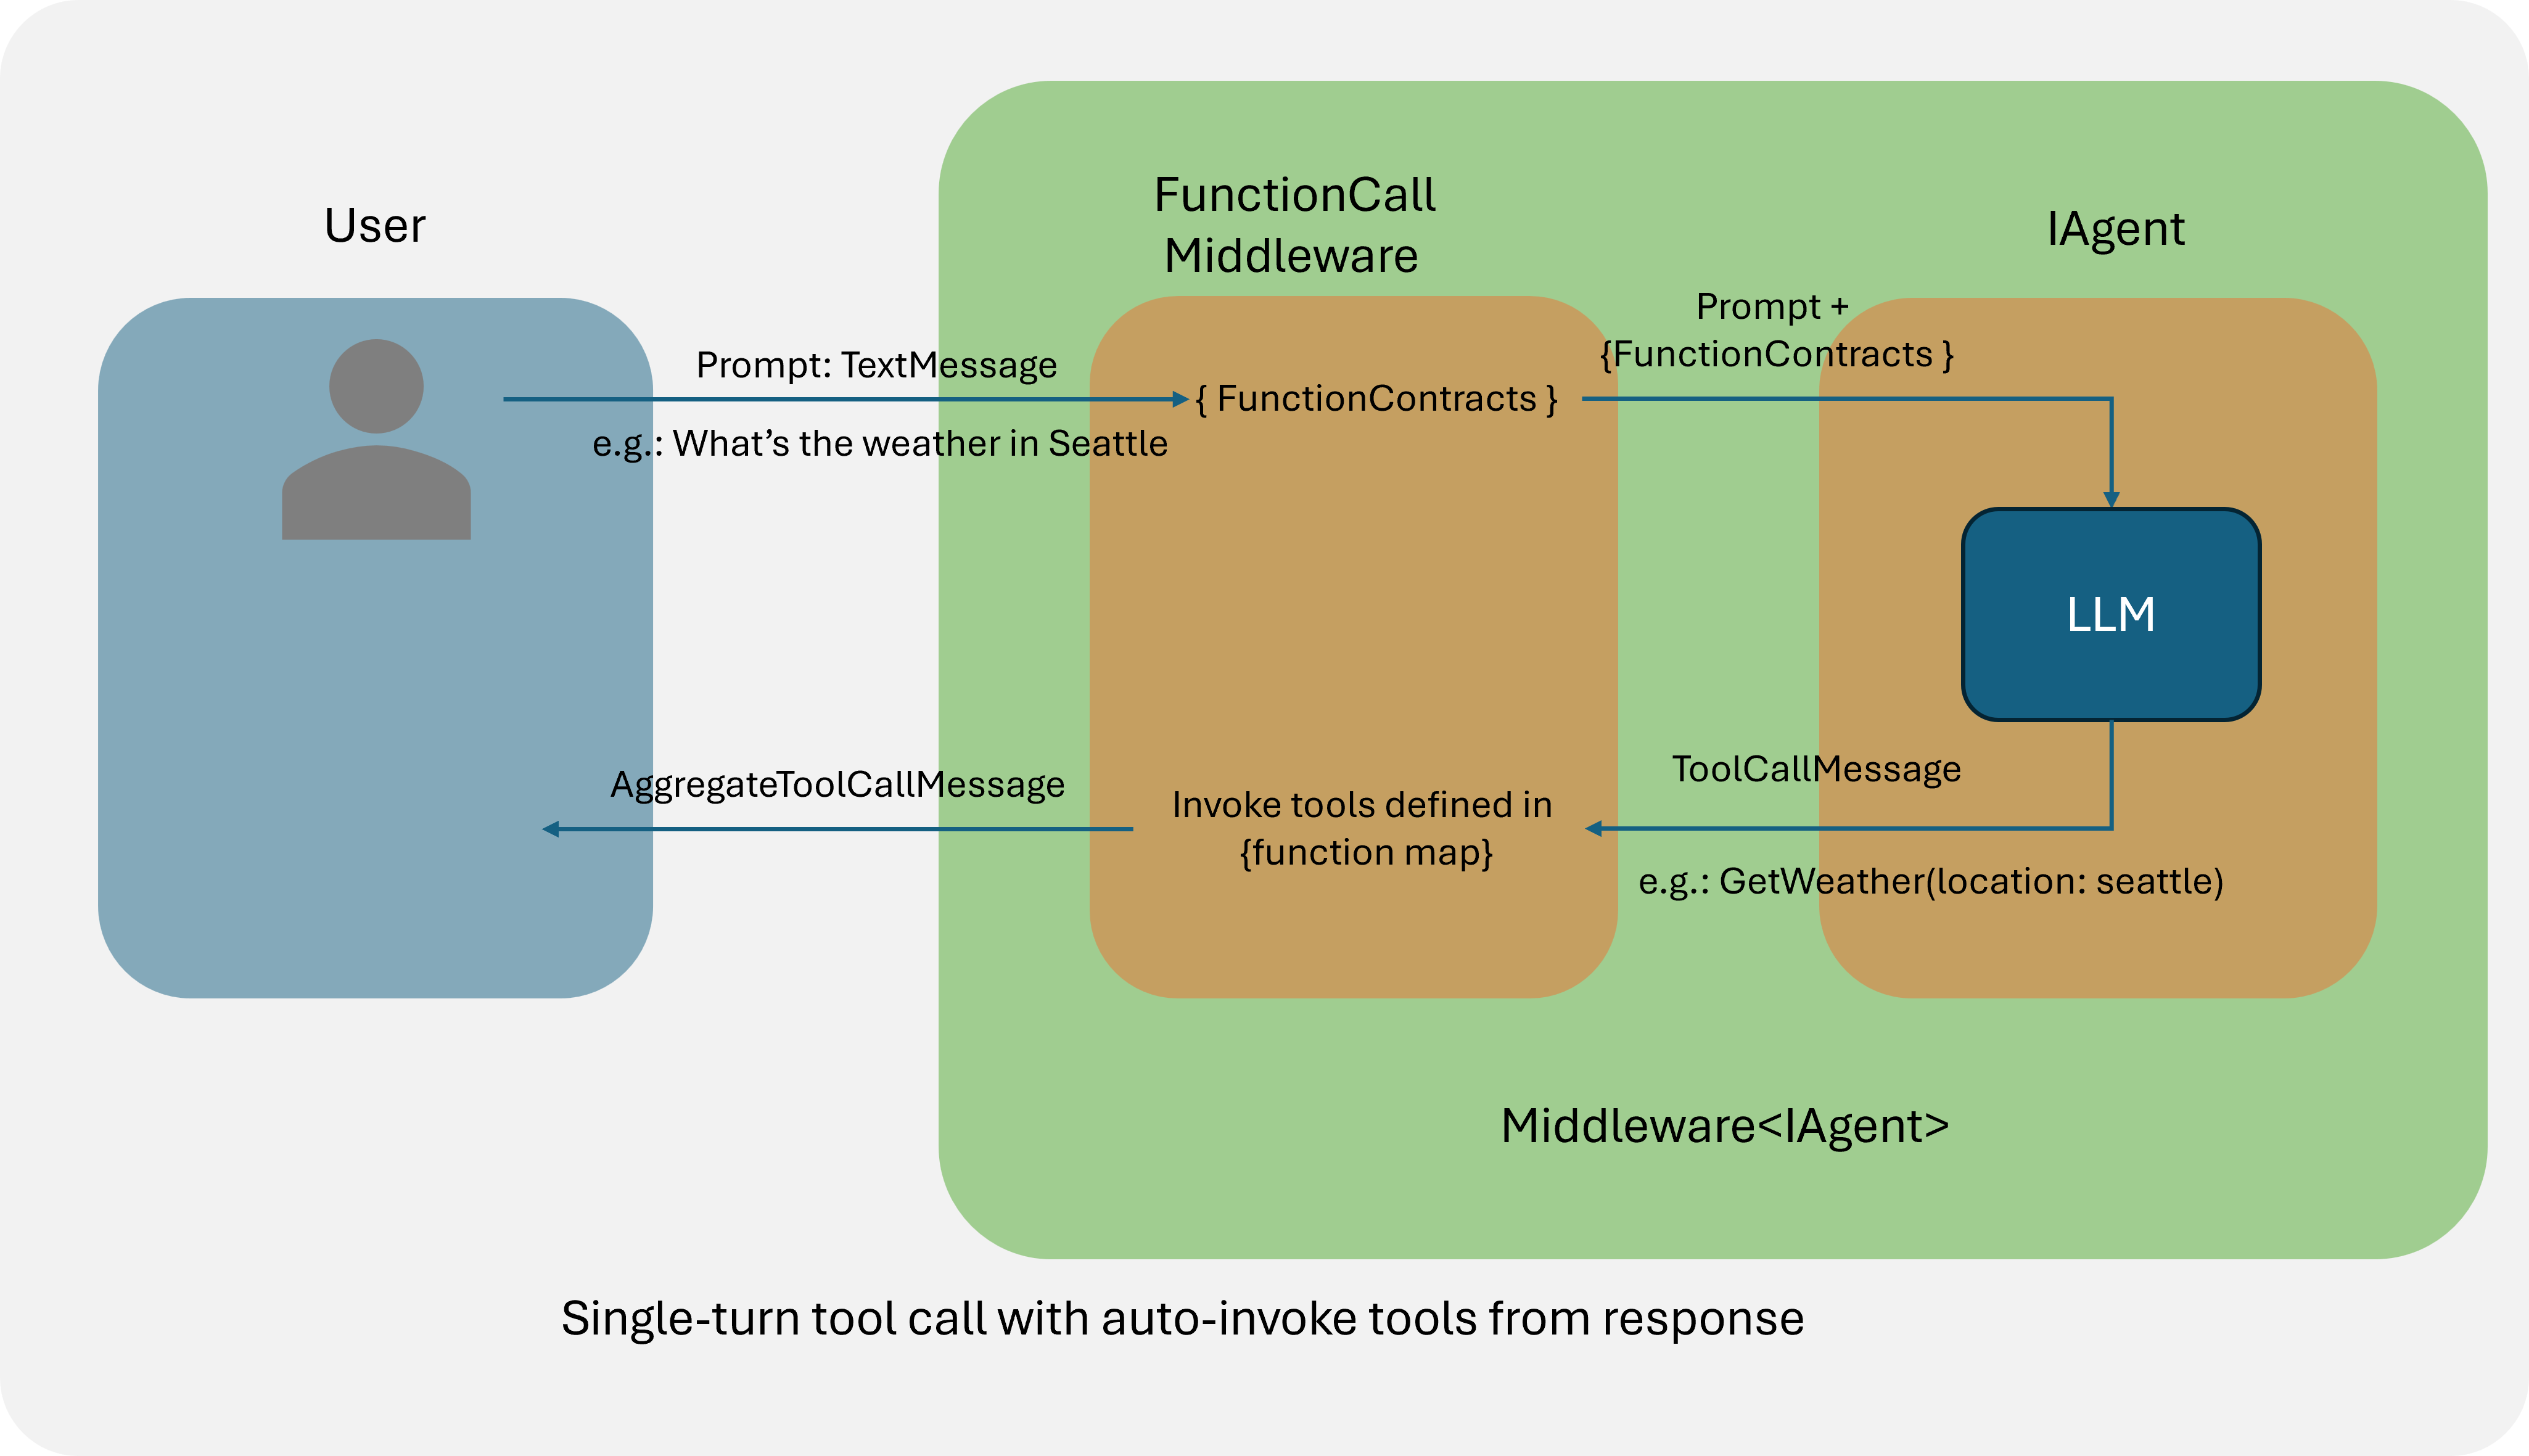 User
FunctionCall
Middleware
IAgent
Prompt: TextMessage
e.g.: What’s the weather in Seattle
{ FunctionContracts }
Prompt +
{FunctionContracts }
LLM
ToolCallMessage
e.g.: GetWeather(location: seattle)
Invoke tools defined in
{function map}
AggregateToolCallMessage
Middleware<IAgent>
Single-turn tool call with auto-invoke tools from response